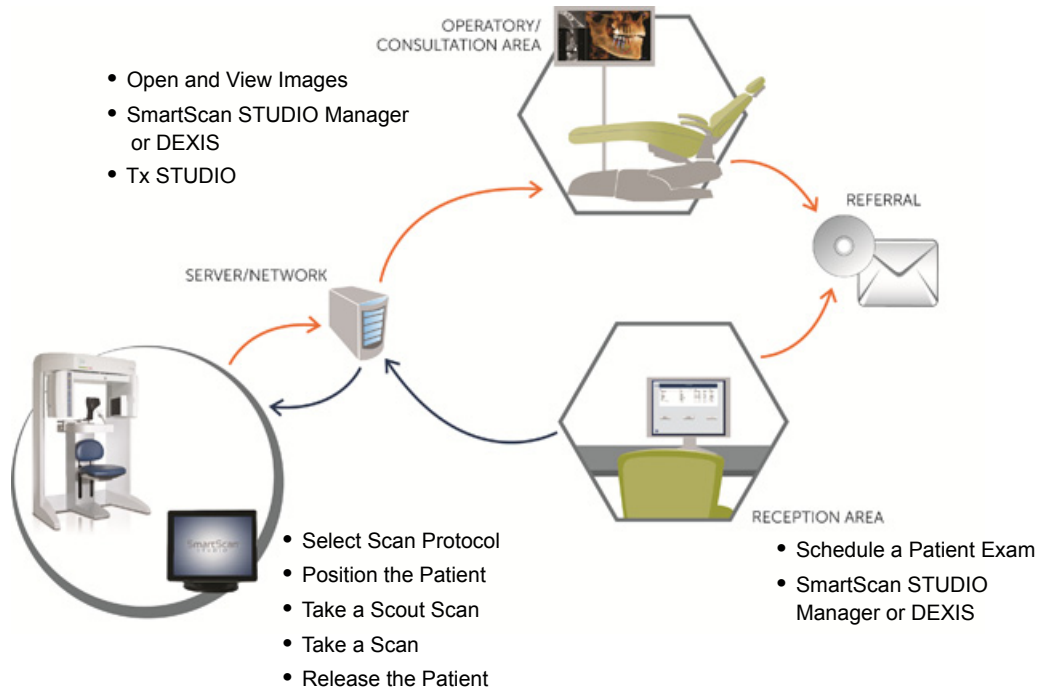 OPERATORY/
CONSULTATION AREA
• Open and View Images
• SmartScan STUDIO Manager
or DEXIS
• Tx STUDIO
REFERRAL
SERVER/NETWORK
SmartScan
STUDIO
• Select Scan Protocol
• Position the Patient
• Take a Scout Scan
• Take a Scan
• Release the Patient
RECEPTION AREA
• Schedule a Patient Exam
• SmartScan STUDIO
Manager or DEXIS